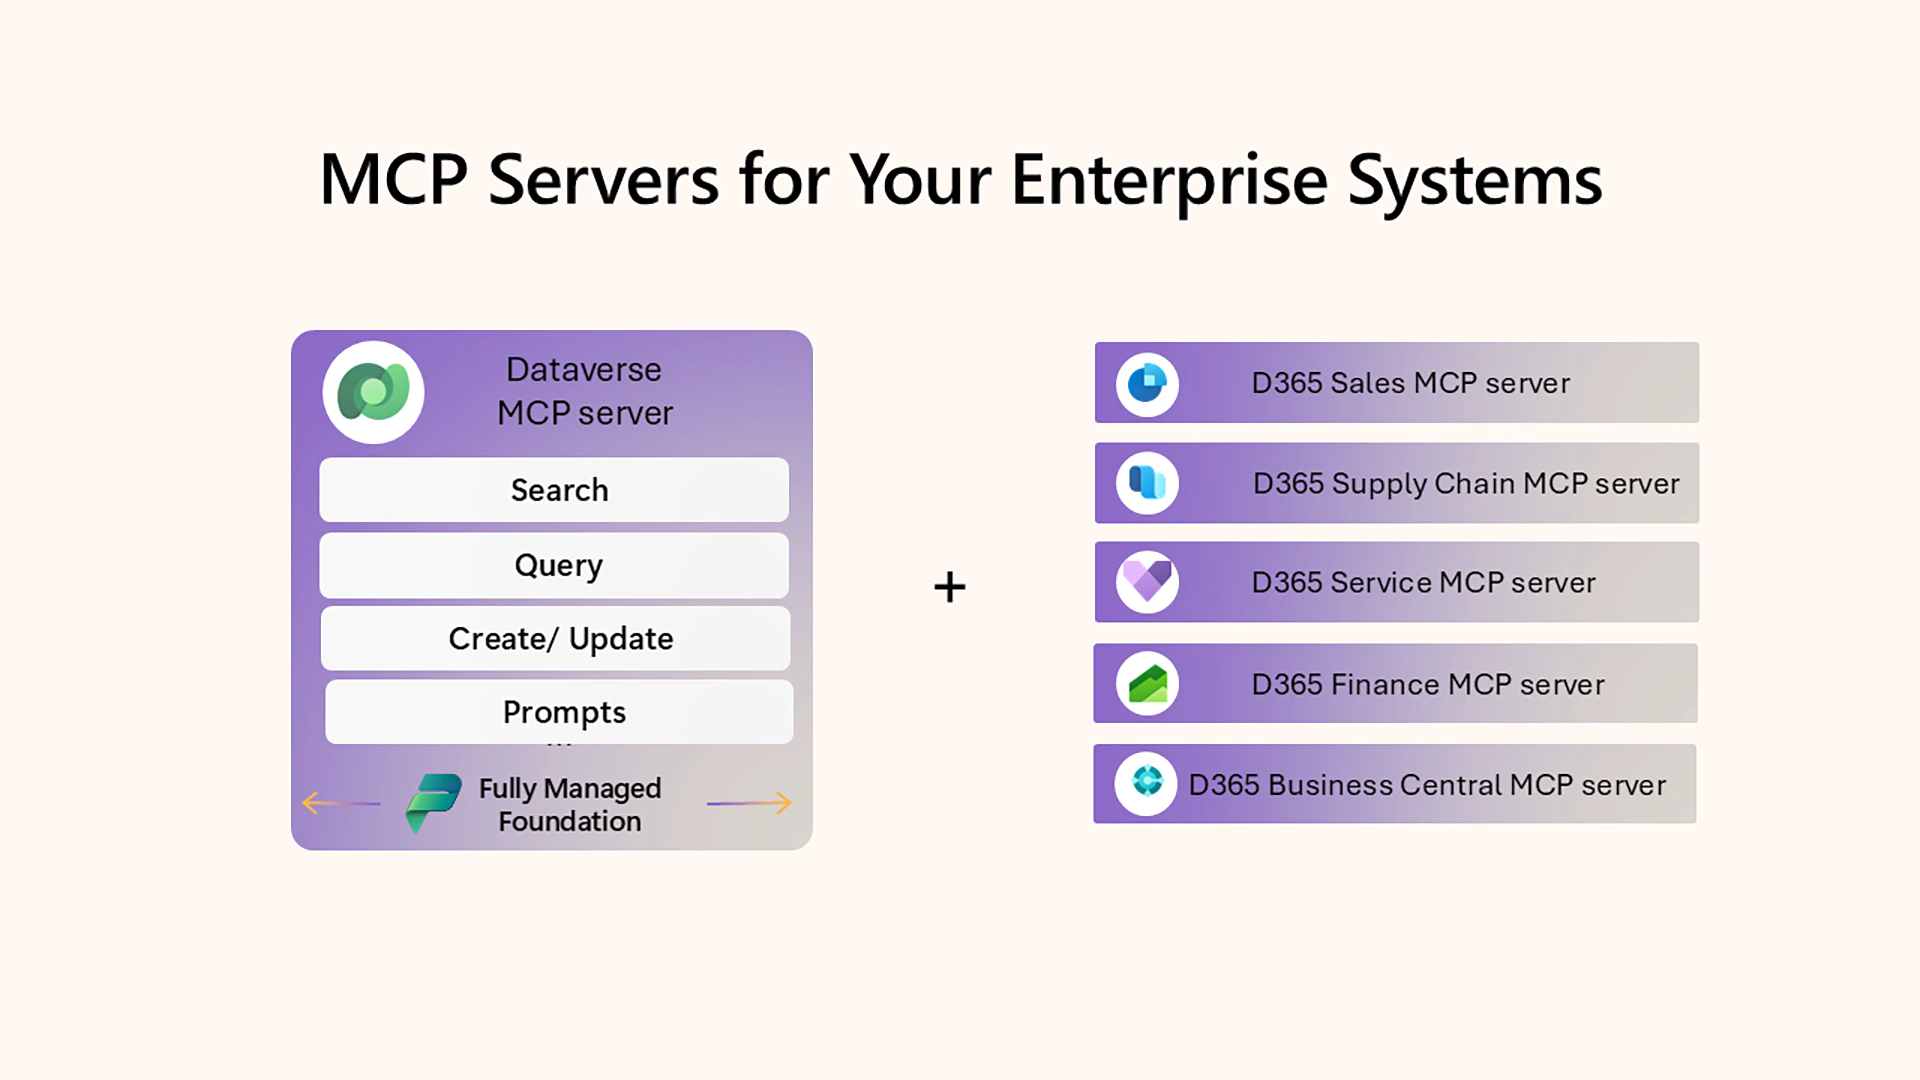 MCP Servers for Your Enterprise Systems
Dataverse
MCP server
Search
Query
Create/ Update
Prompts
...
Fully Managed
Foundation
+
D365 Sales MCP server
D365 Supply Chain MCP server
D365 Service MCP server
D365 Finance MCP server
D365 Business Central MCP server